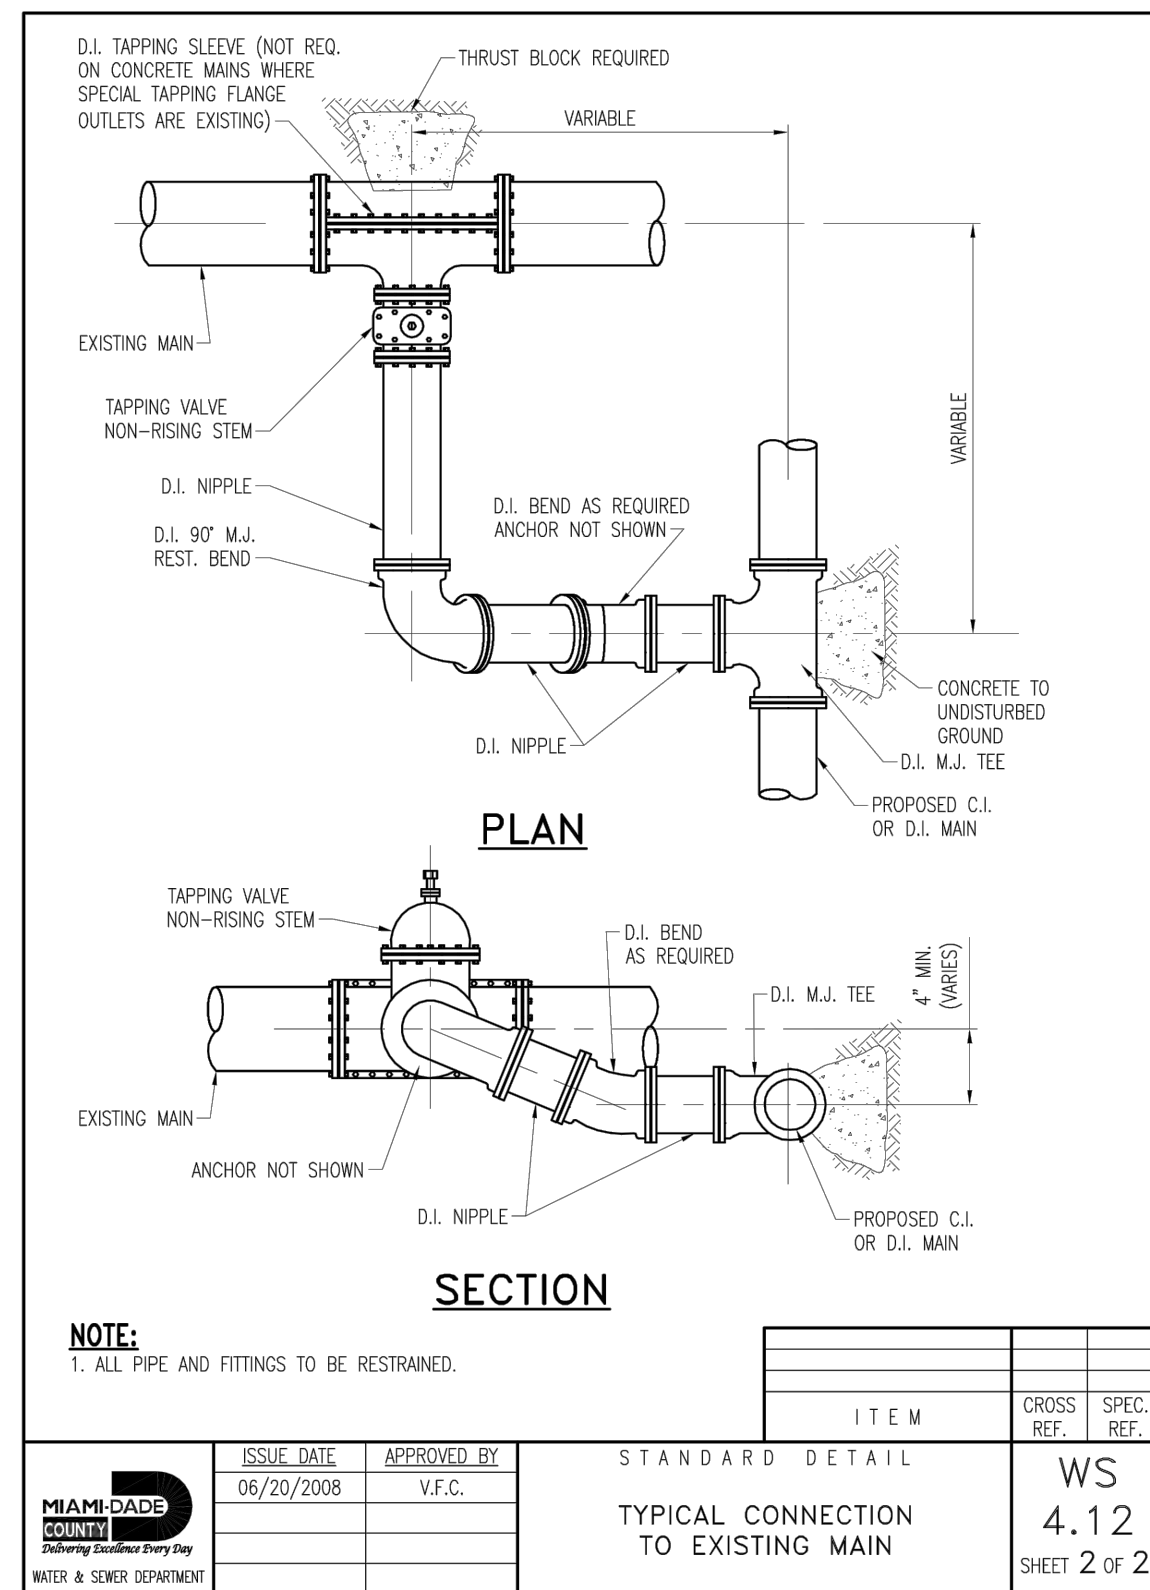 D.I. TAPPING SLEEVE (NOT REQ.
ON CONCRETE MAINS WHERE
SPECIAL TAPPING FLANGE
OUTLETS ARE EXISTING)
THRUST BLOCK REQUIRED
VARIABLE
EXISTING MAIN
TAPPING VALVE
NON-RISING STEM
VARIABLE
D.I. NIPPLE
D.I. BEND AS REQUIRED
ANCHOR NOT SHOWN
D.I. 90° M.J.
REST. BEND
CONCRETE TO
UNDISTURBED
GROUND
D.I. NIPPLE
D.I. M.J. TEE
PROPOSED C.I.
OR D.I. MAIN
PLAN
TAPPING VALVE
NON-RISING STEM
D.I. BEND
AS REQUIRED
4" MIN.
(VARIES)
D.I. M.J. TEE
EXISTING MAIN
ANCHOR NOT SHOWN
D.I. NIPPLE
PROPOSED C.I.
OR D.I. MAIN
SECTION
NOTE:
1. ALL PIPE AND FITTINGS TO BE RESTRAINED.
ITEM
CROSS
REF.
SPEC.
REF.
MIAMI-DADE
COUNTY
Delivering Excellence Every Day
WATER & SEWER DEPARTMENT
ISSUE DATE
06/20/2008
APPROVED BY
V.F.C.
STANDARD DETAIL
TYPICAL CONNECTION
TO EXISTING MAIN
WS
4.12
SHEET 2 OF 2